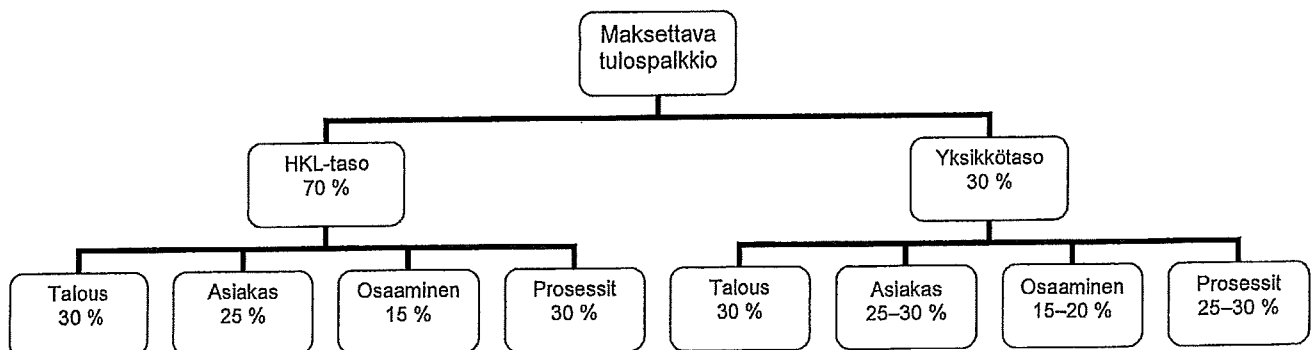 Maksettava
tulospalkkio
HKL-taso
70 %
Yksikkötaso
30 %
Talous
30 %
Asiakas
25 %
Osaaminen
15 %
Prosessit
30 %
Talous
30 %
Asiakas
25–30 %
Osaaminen
15–20 %
Prosessit
25–30 %